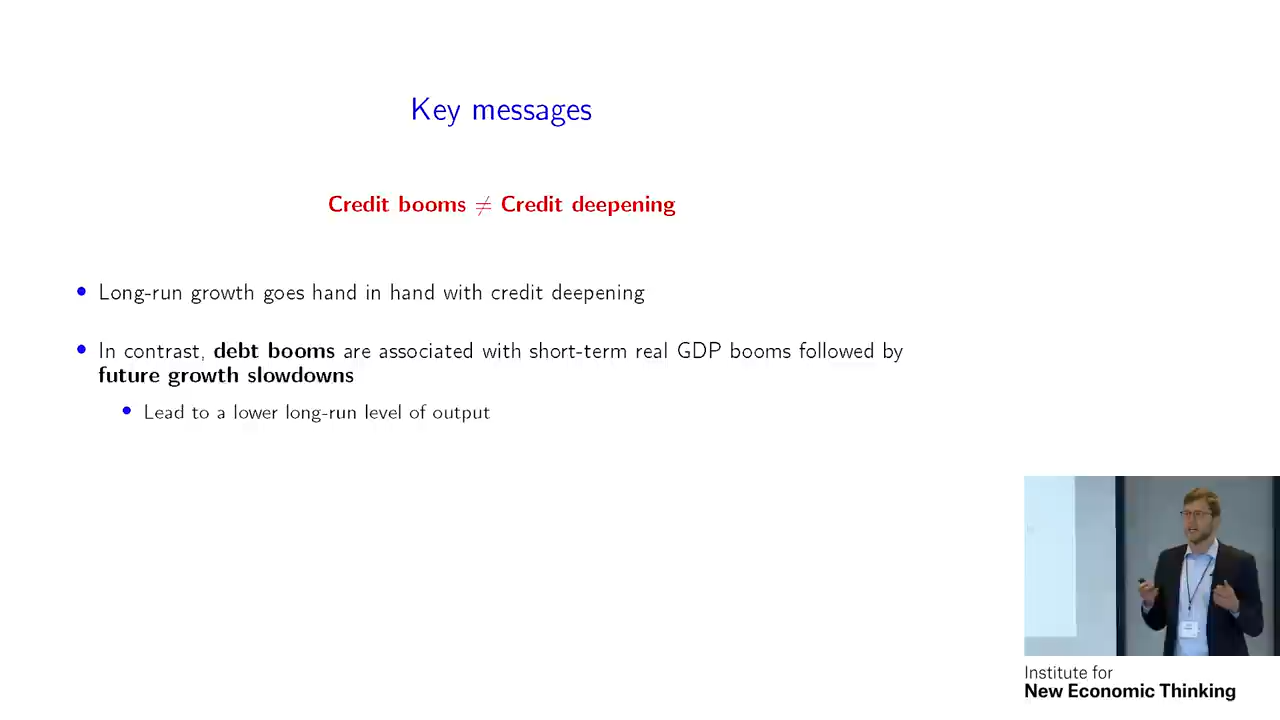 Key messages
Credit booms ≠ Credit deepening
• Long-run growth goes hand in hand with credit deepening
• In contrast, debt booms are associated with short-term real GDP booms followed by
future growth slowdowns
• Lead to a lower long-run level of output
Institute for
New Economic Thinking